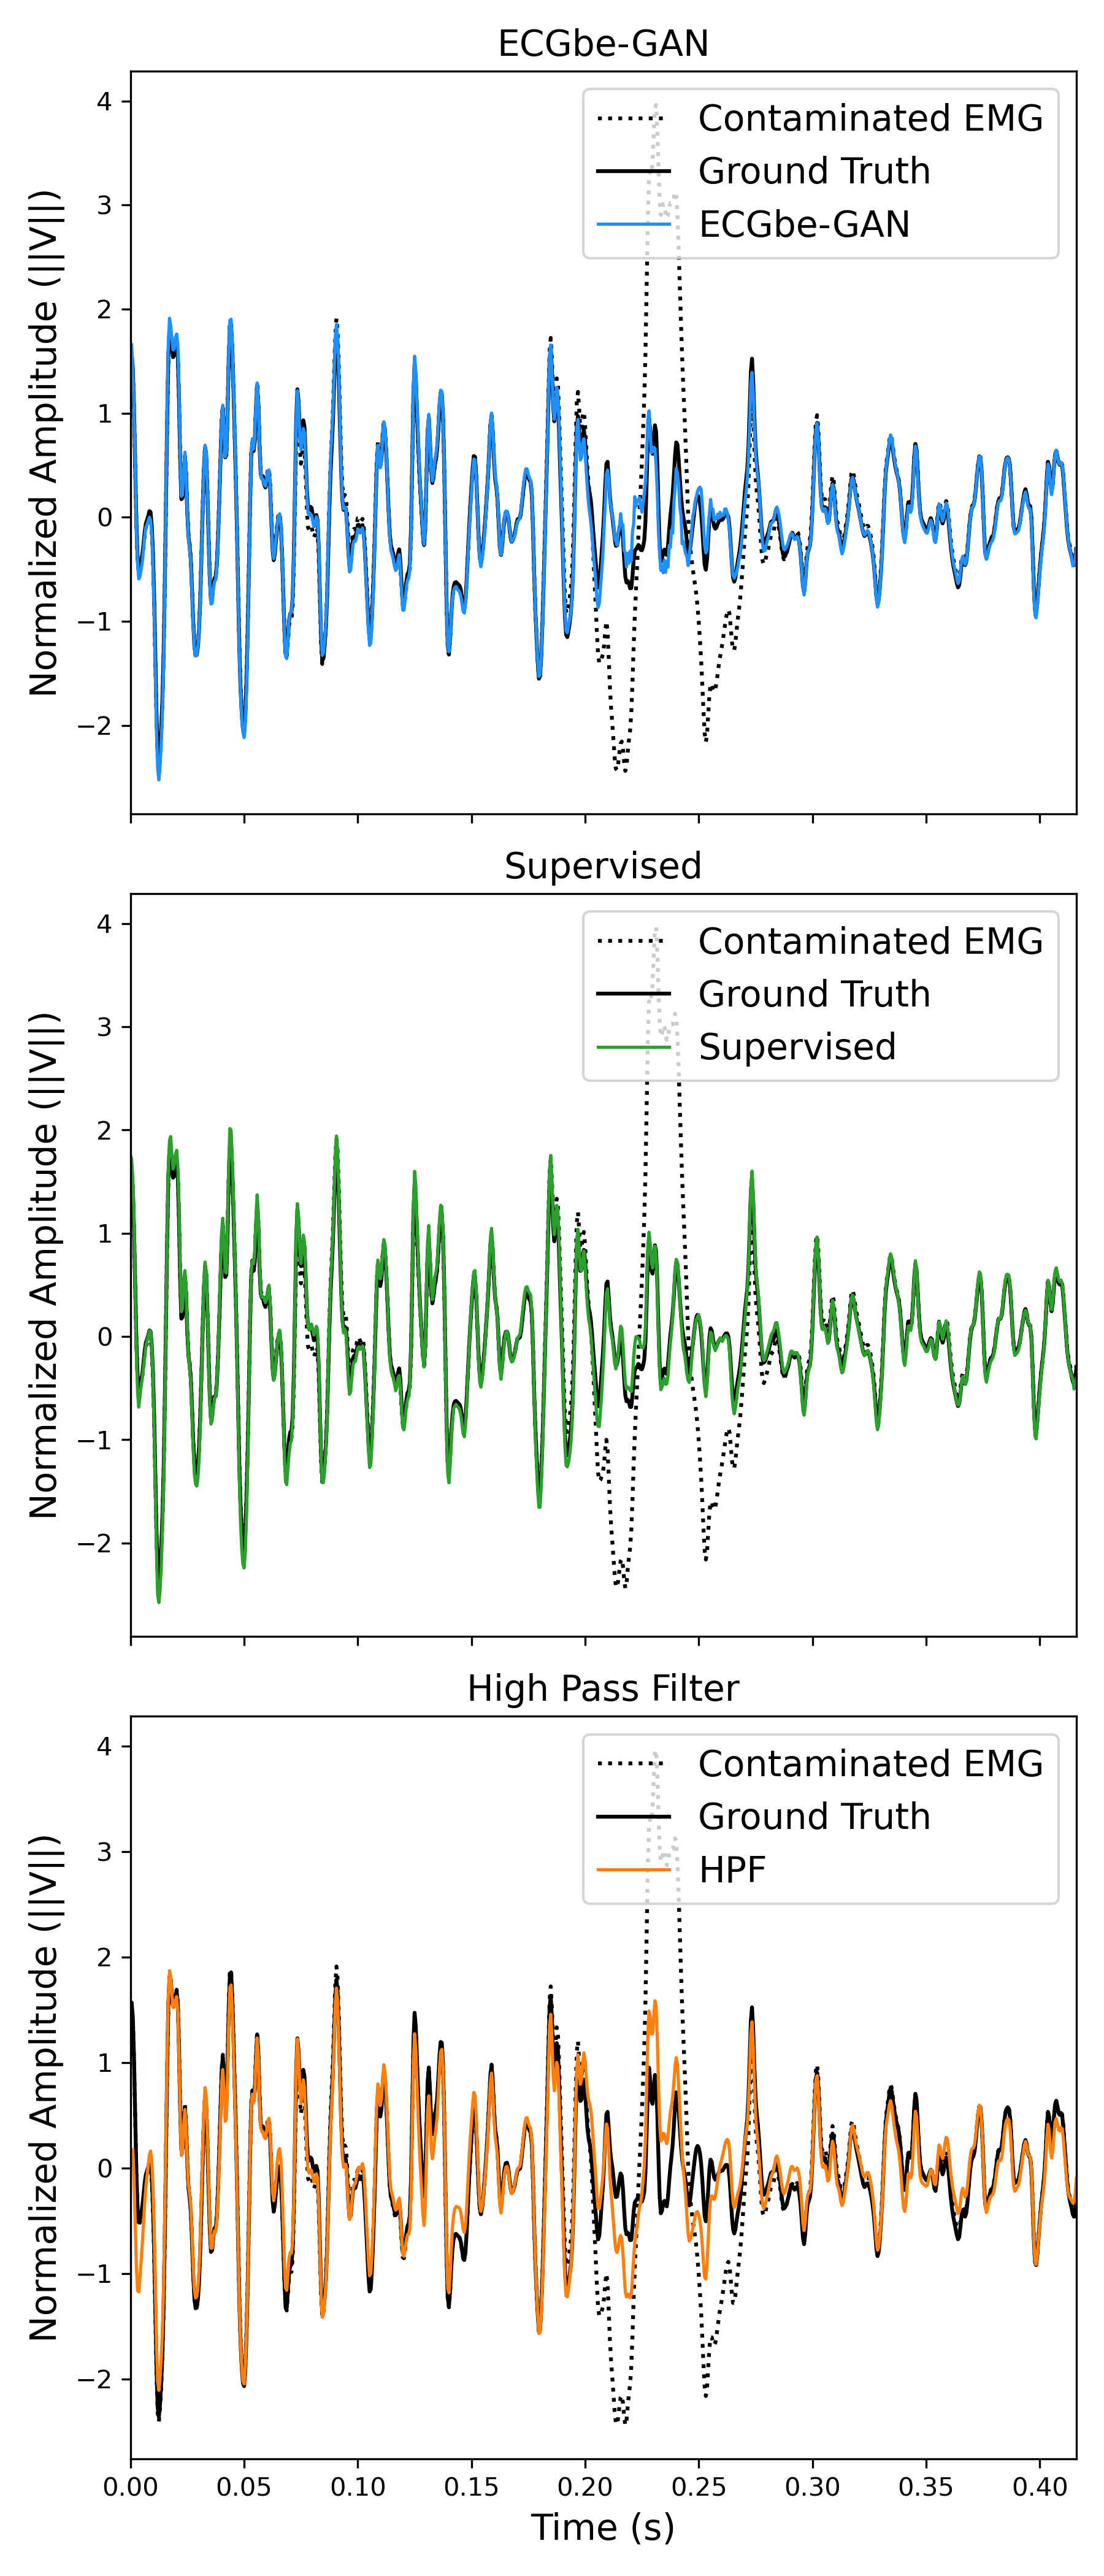 ECGbe-GAN
Normalized Amplitude (||V||)
4
3
2
1
0
−1
−2
Contaminated EMG
Ground Truth
ECGbe-GAN
Supervised
Normalized Amplitude (||V||)
4
3
2
1
0
−1
−2
Contaminated EMG
Ground Truth
Supervised
High Pass Filter
Normalized Amplitude (||V||)
4
3
2
1
0
−1
−2
Contaminated EMG
Ground Truth
HPF
0.00 0.05 0.10 0.15 0.20 0.25 0.30 0.35 0.40
Time (s)